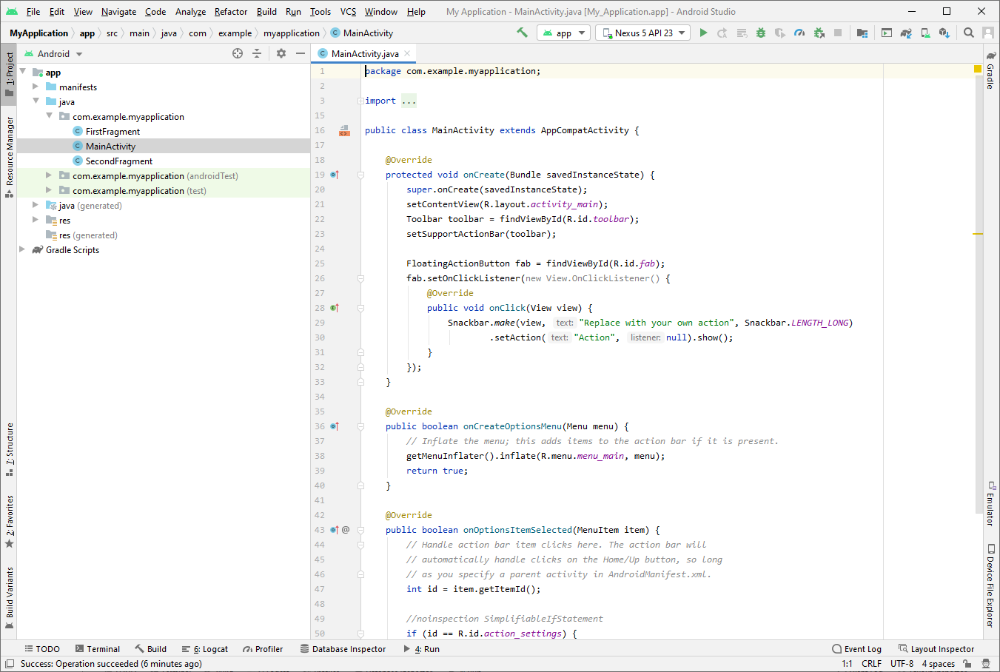 File Edit View Navigate Code Analyze Refactor Build Run Tools VCS Window Help My Application - MainActivity.java [My_Application.app] - Android Studio
MyApplication app src main java com example myapplication MainActivity app Nexus 5 API 23
Android
MainActivity.java
1: Project
Resource Manager
7: Structure
2: Favorites
Build Variants
app
manifests
java
com.example.myapplication
FirstFragment
MainActivity
SecondFragment
com.example.myapplication (androidTest)
com.example.myapplication (test)
java (generated)
res
res (generated)
Gradle Scripts
1 package com.example.myapplication;
2
3 import ...
15
16 public class MainActivity extends AppCompatActivity {
17
18 @Override
19 protected void onCreate(Bundle savedInstanceState) {
20 super.onCreate(savedInstanceState);
21 setContentView(R.layout.activity_main);
22 Toolbar toolbar = findViewById(R.id.toolbar);
23 setSupportActionBar(toolbar);
24
25 FloatingActionButton fab = findViewById(R.id.fab);
26 fab.setOnClickListener(new View.OnClickListener() {
27 @Override
28 public void onClick(View view) {
29 Snackbar.make(view, text: "Replace with your own action", Snackbar.LENGTH_LONG)
30 .setAction( text: "Action", listener: null).show();
31 }
32 });
33 }
34
35 @Override
36 public boolean onCreateOptionsMenu(Menu menu) {
37 // Inflate the menu; this adds items to the action bar if it is present.
38 getMenuInflater().inflate(R.menu.menu_main, menu);
39 return true;
40 }
41
42 @Override
43 @ public boolean onOptionsItemSelected(MenuItem item) {
44 // Handle action bar item clicks here. The action bar will
45 // automatically handle clicks on the Home/Up button, so long
46 // as you specify a parent activity in AndroidManifest.xml.
47 int id = item.getItemId();
48
49 //noinspection SimplifiableIfStatement
50 if (id == R.id.action_settings) {
Gradle
Emulator
Device File Explorer
TODO Terminal Build 6: Logcat Profiler Database Inspector 4: Run Event Log Layout Inspector
Success: Operation succeeded (6 minutes ago) 1:1 CRLF UTF-8 4 spaces